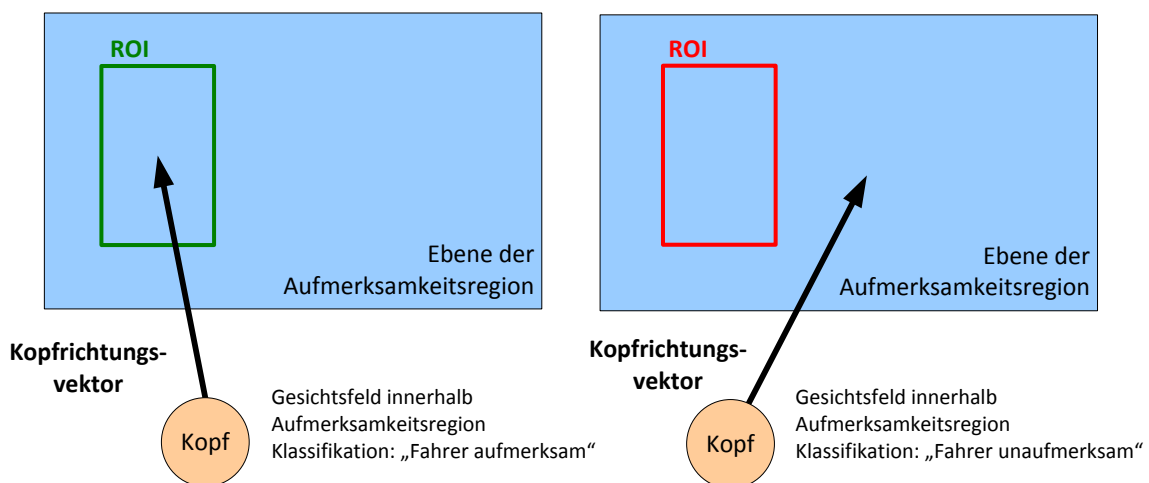 ROI
Ebene der
Aufmerksamkeitsregion
Kopfrichtungs-
vektor
Kopf
Gesichtsfeld innerhalb
Aufmerksamkeitsregion
Klassifikation: „Fahrer aufmerksam“
ROI
Ebene der
Aufmerksamkeitsregion
Kopfrichtungs-
vektor
Kopf
Gesichtsfeld innerhalb
Aufmerksamkeitsregion
Klassifikation: „Fahrer unaufmerksam“